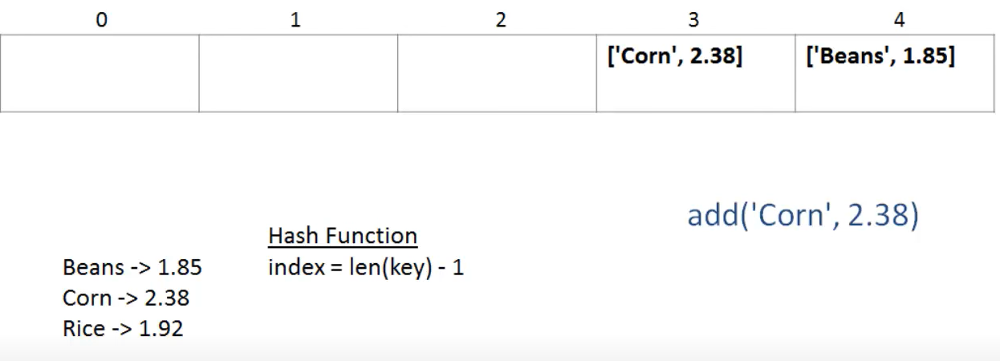 0 1 2 3 4
['Corn', 2.38] ['Beans', 1.85]
add('Corn', 2.38)
Hash Function
index = len(key) - 1
Beans -> 1.85
Corn -> 2.38
Rice -> 1.92